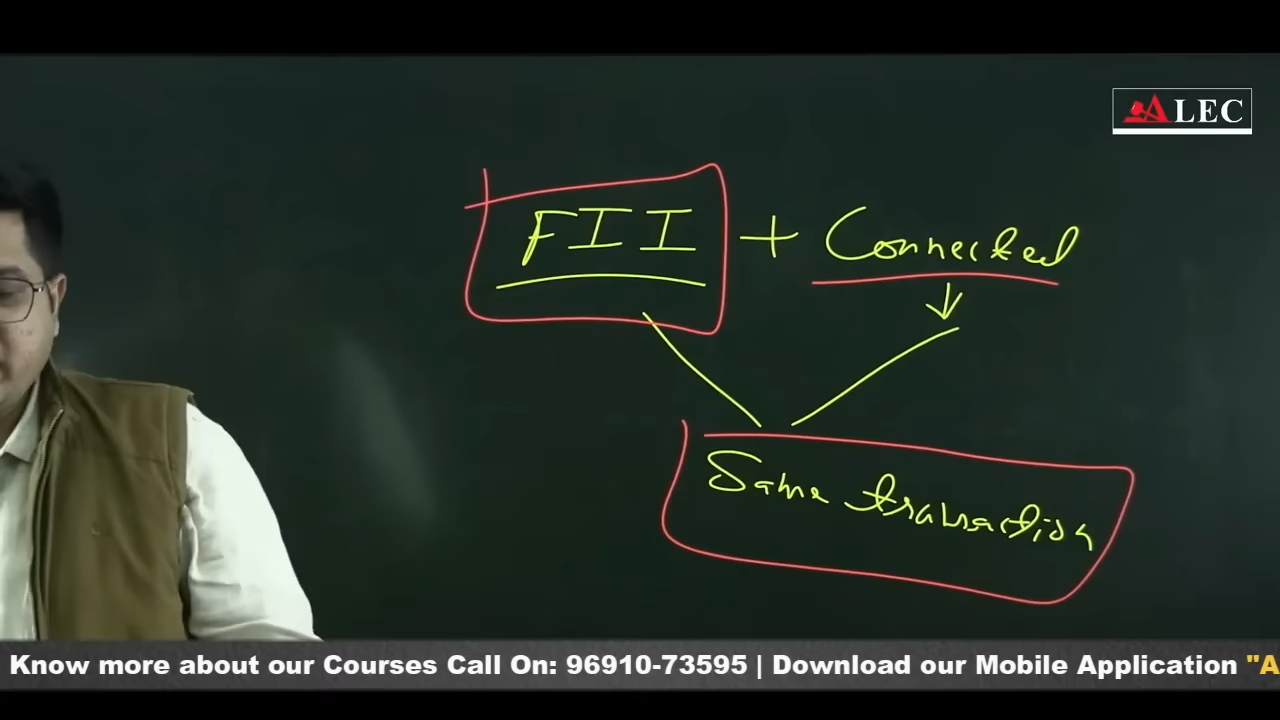 ALEC
FII + Connected
Same transaction
Know more about our Courses Call On: 96910-73595 | Download our Mobile Application "A